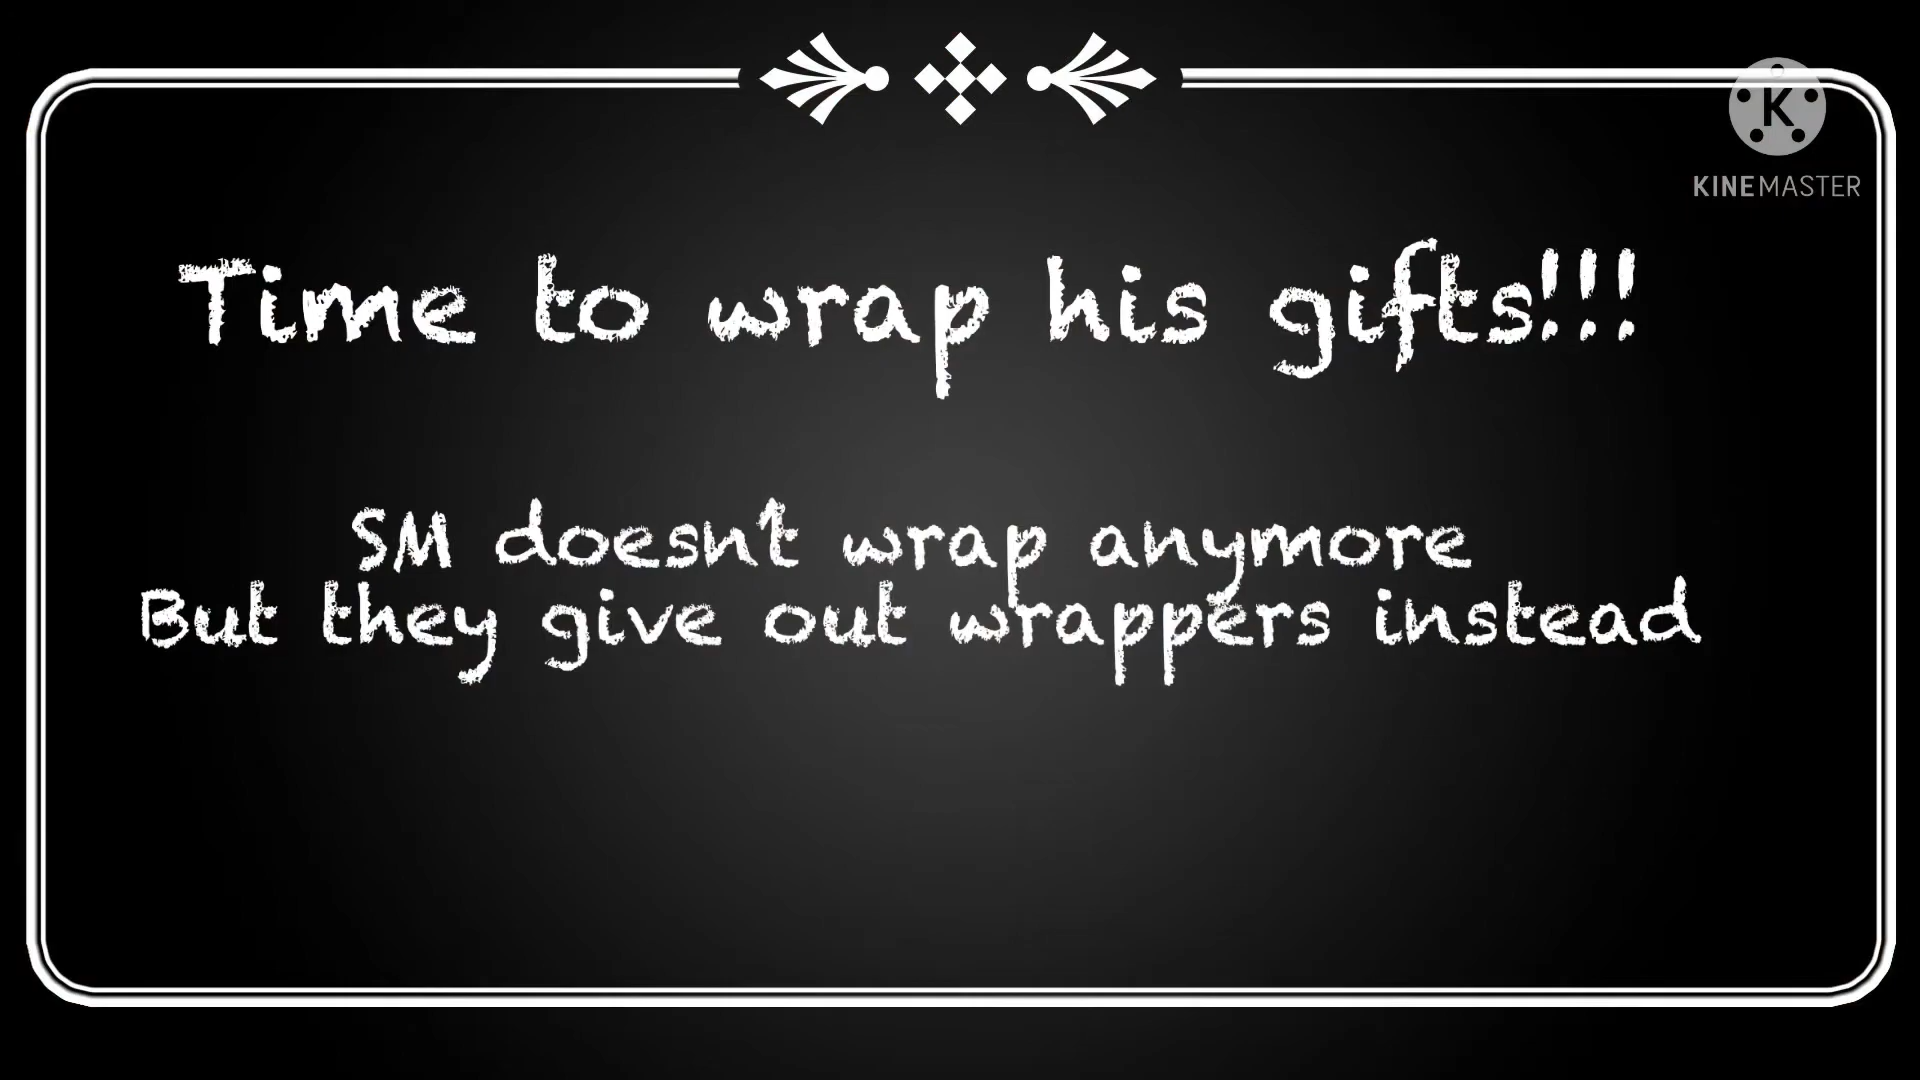 K
KINEMASTER
Time to wrap his gifts!!!
SM doesn't wrap anymore
But they give out wrappers instead